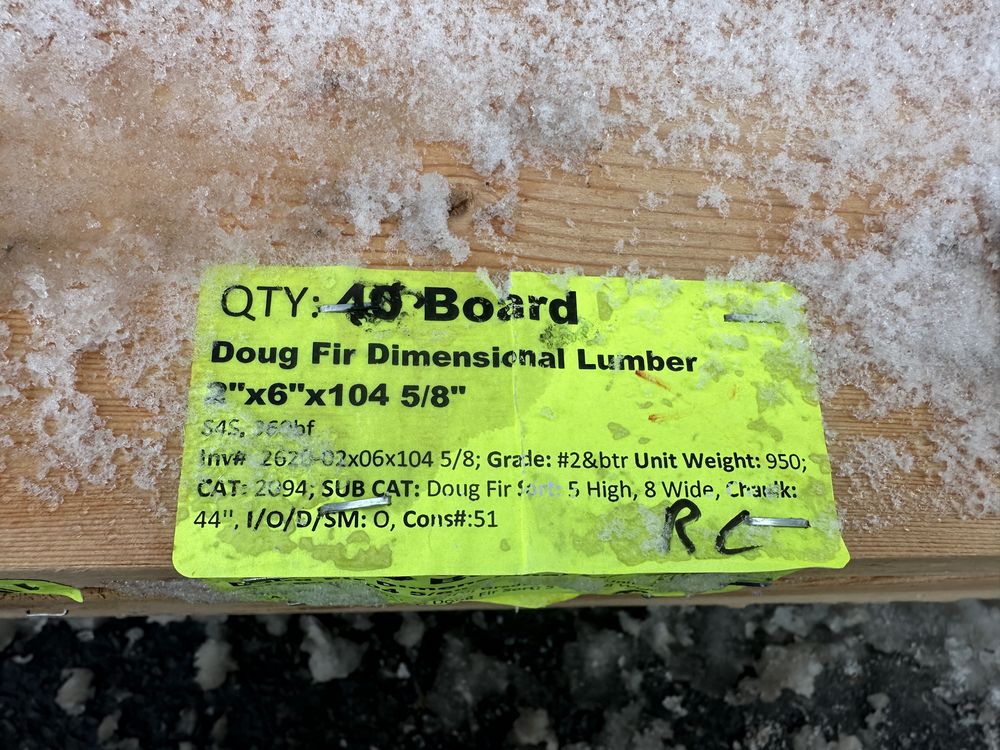 QTY: 40 Board
Doug Fir Dimensional Lumber
2"x6"x104 5/8"
S4S, 360bf
Inv# 2620-02x06x104 5/8; Grade: #2&btr Unit Weight: 950;
CAT: 2094; SUB CAT: Doug Fir Sort: 5 High, 8 Wide, Chaulk:
44", I/O/D/SM: O, Cons#:51
RC